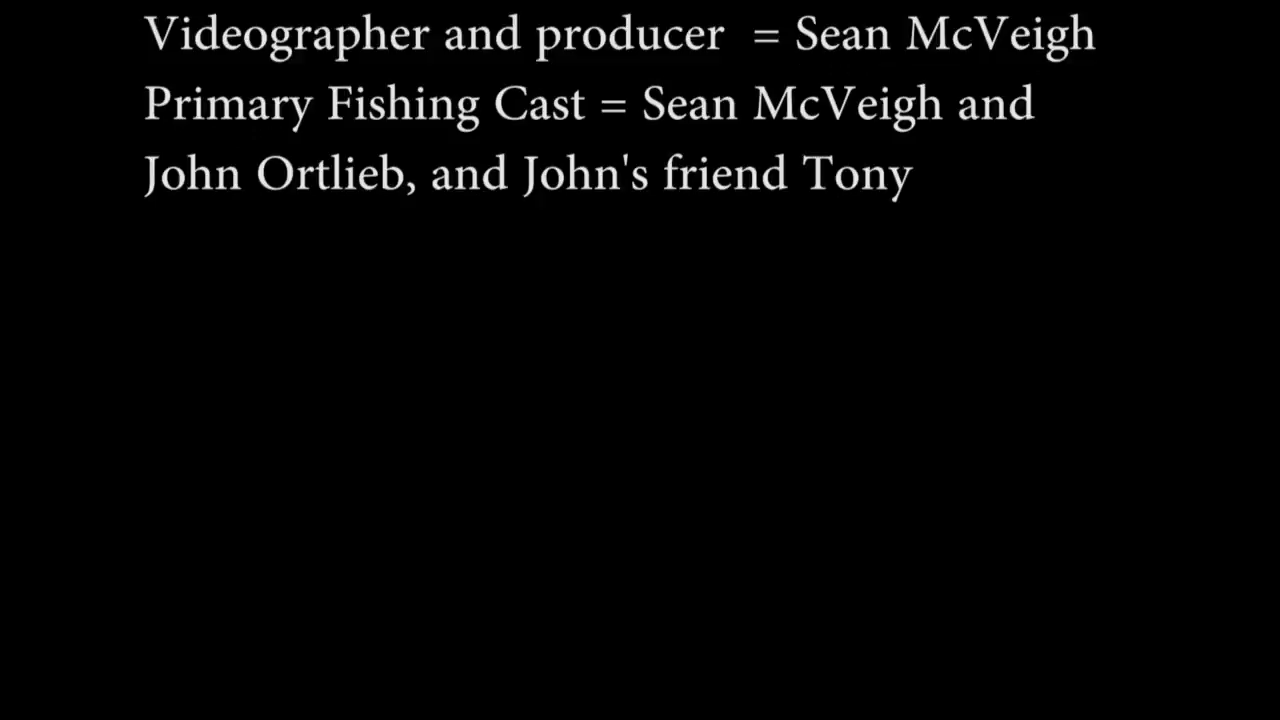 Videographer and producer  = Sean McVeigh
Primary Fishing Cast = Sean McVeigh and
John Ortlieb, and John's friend Tony